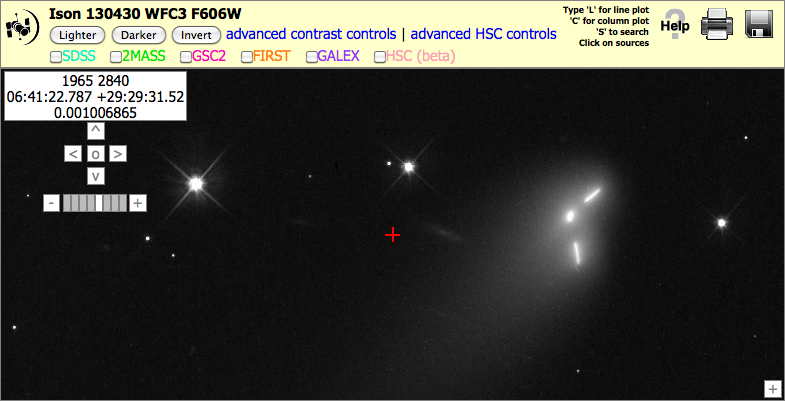 Ison 130430 WFC3 F606W
Lighter Darker Invert advanced contrast controls | advanced HSC controls
SDSS 2MASS GSC2 FIRST GALEX HSC (beta)
Type 'L' for line plot
'C' for column plot
'S' to search
Click on sources
Help
1965 2840
06:41:22.787 +29:29:31.52
0.001006865
^
< o >
v
- +
+